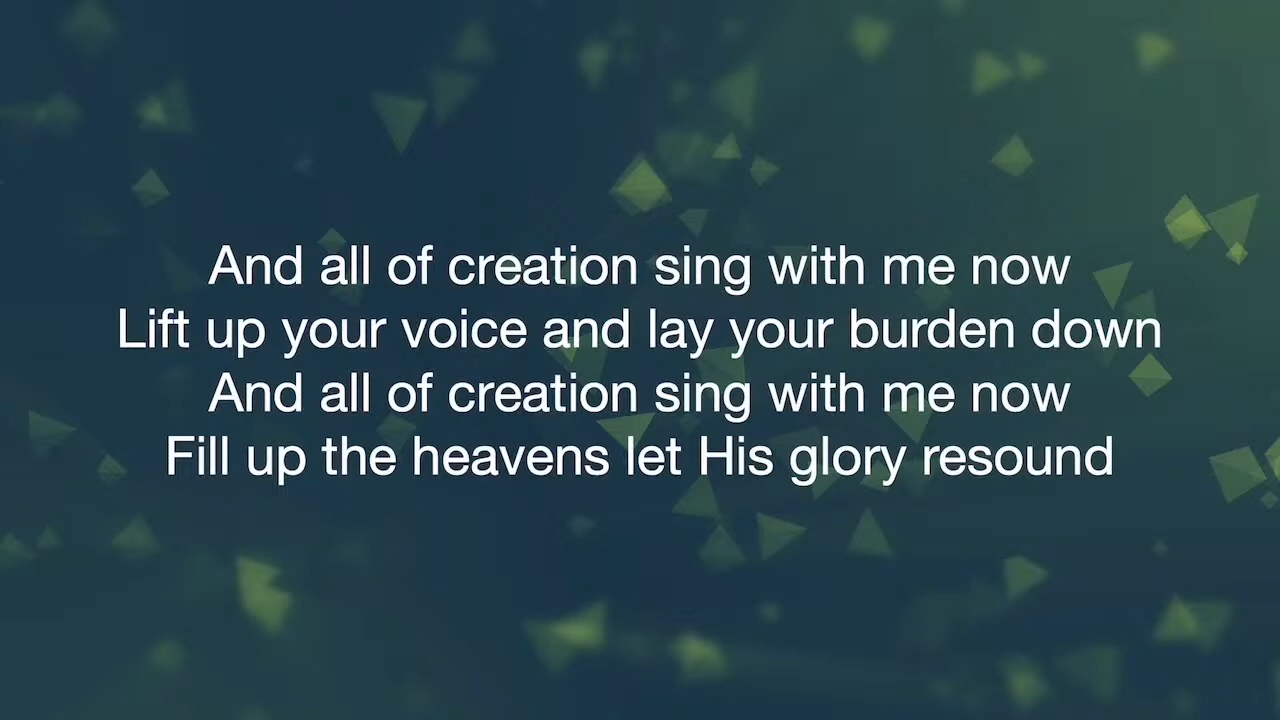 And all of creation sing with me now
Lift up your voice and lay your burden down
And all of creation sing with me now
Fill up the heavens let His glory resound